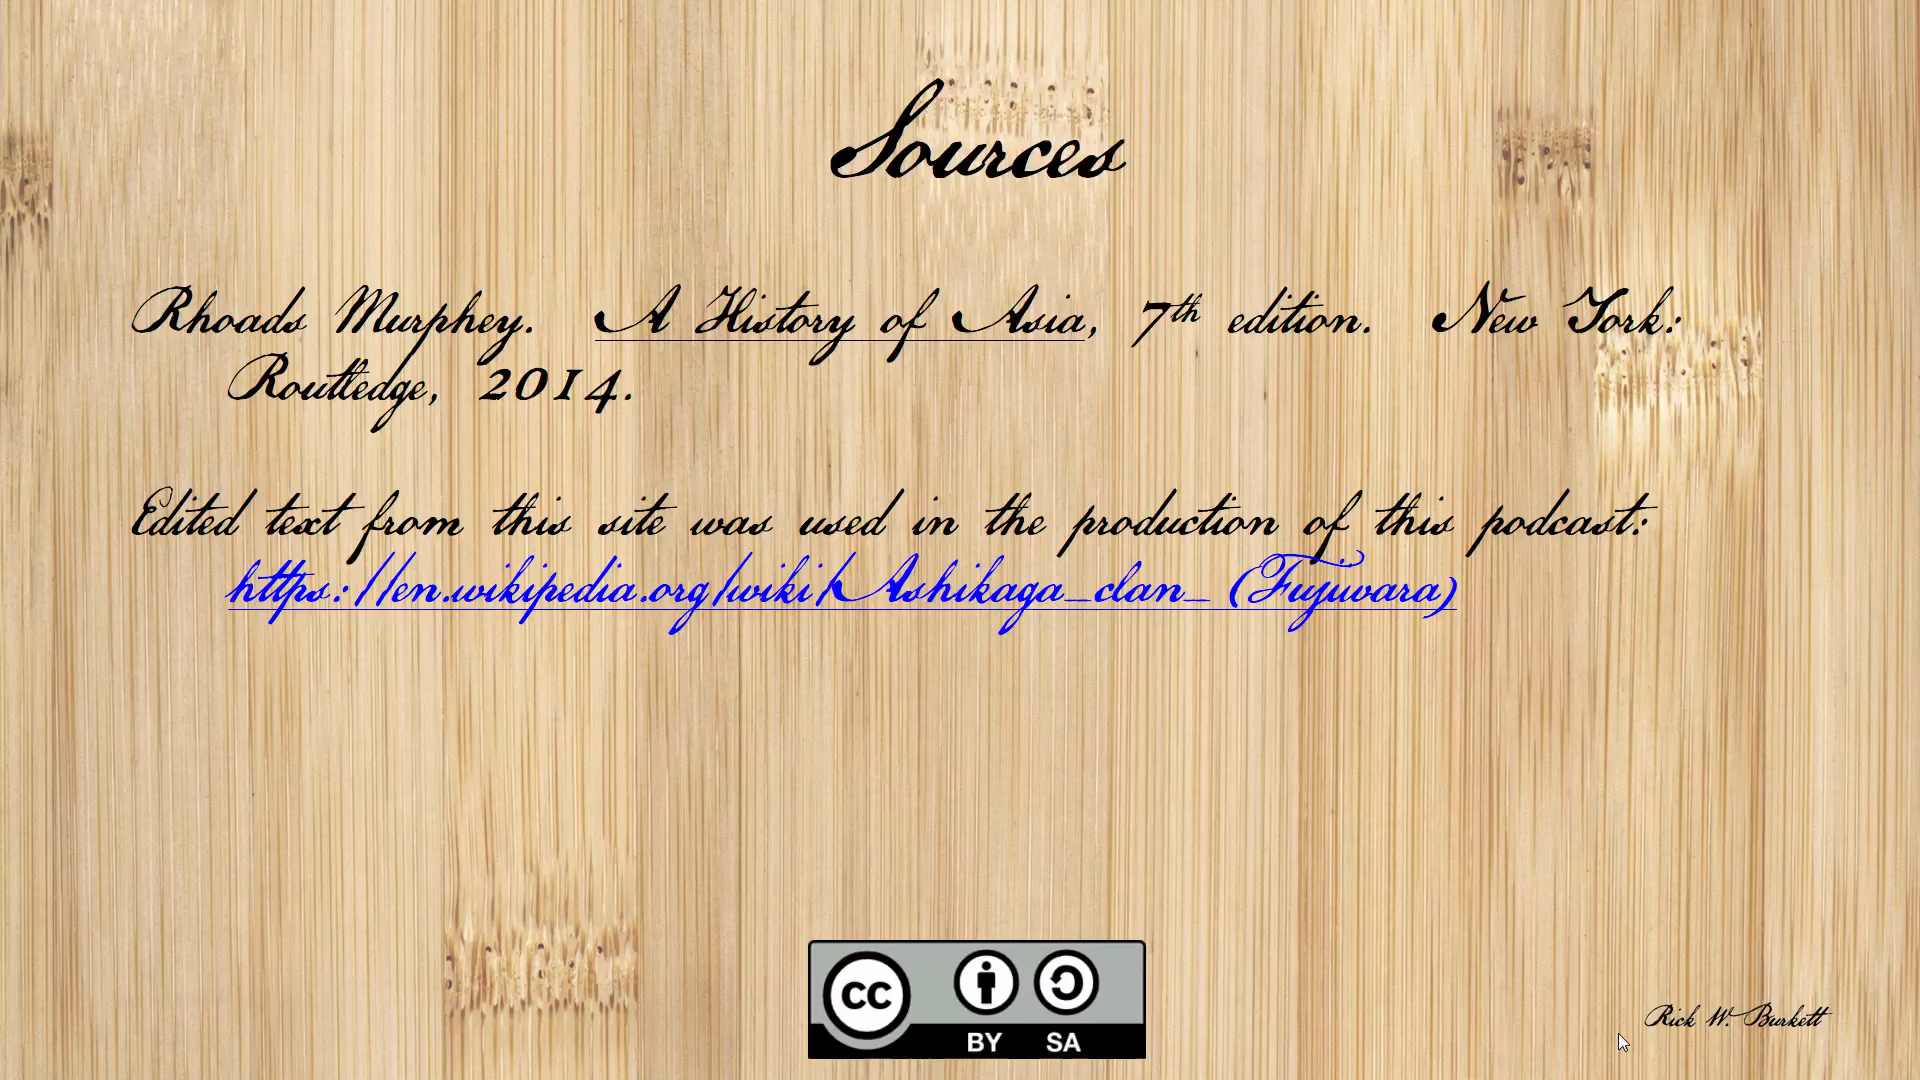 Sources
Rhoads Murphey. A History of Asia, 7th edition. New York:
Routledge, 2014.
Edited text from this site was used in the production of this podcast:
https://en.wikipedia.org/wiki/Ashikaga_clan_(Fujiwara)
CC
BY SA
Rick W. Burkett